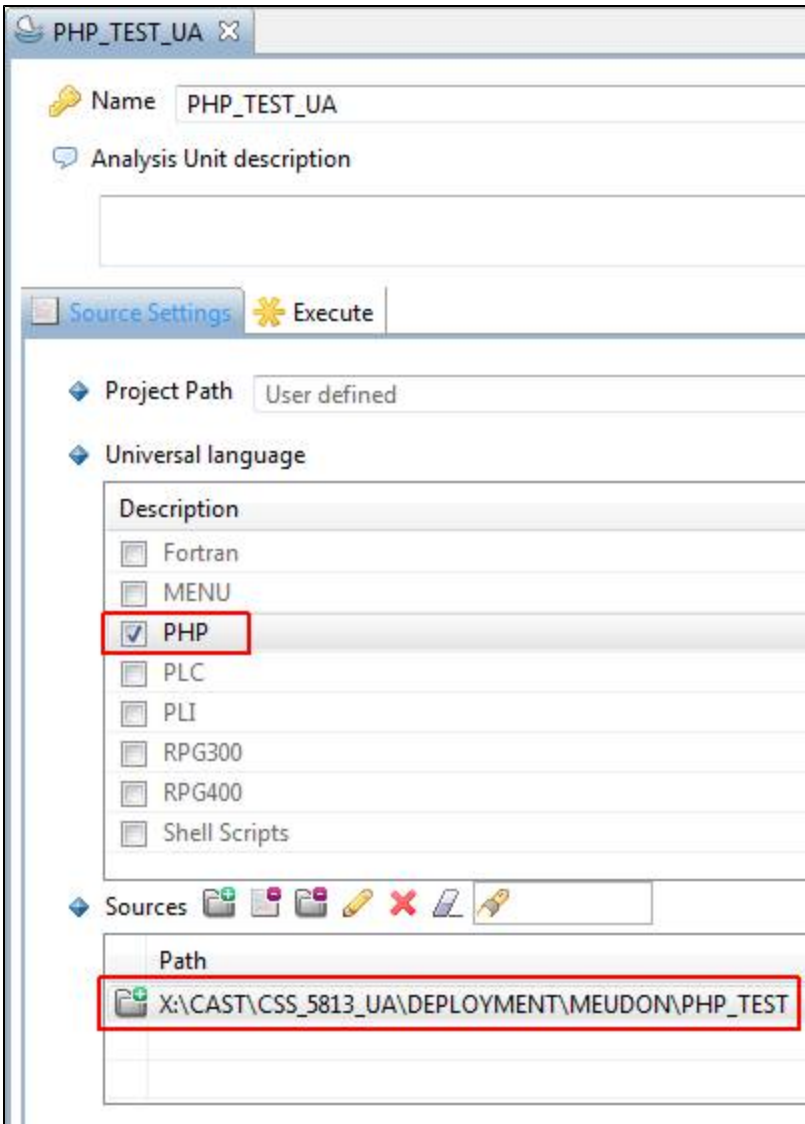 PHP_TEST_UA
Name PHP_TEST_UA
Analysis Unit description
Source Settings Execute
Project Path User defined
Universal language
Description
Fortran
MENU
PHP
PLC
PLI
RPG300
RPG400
Shell Scripts
Sources
Path
X:\CAST\CSS_5813_UA\DEPLOYMENT\MEUDON\PHP_TEST